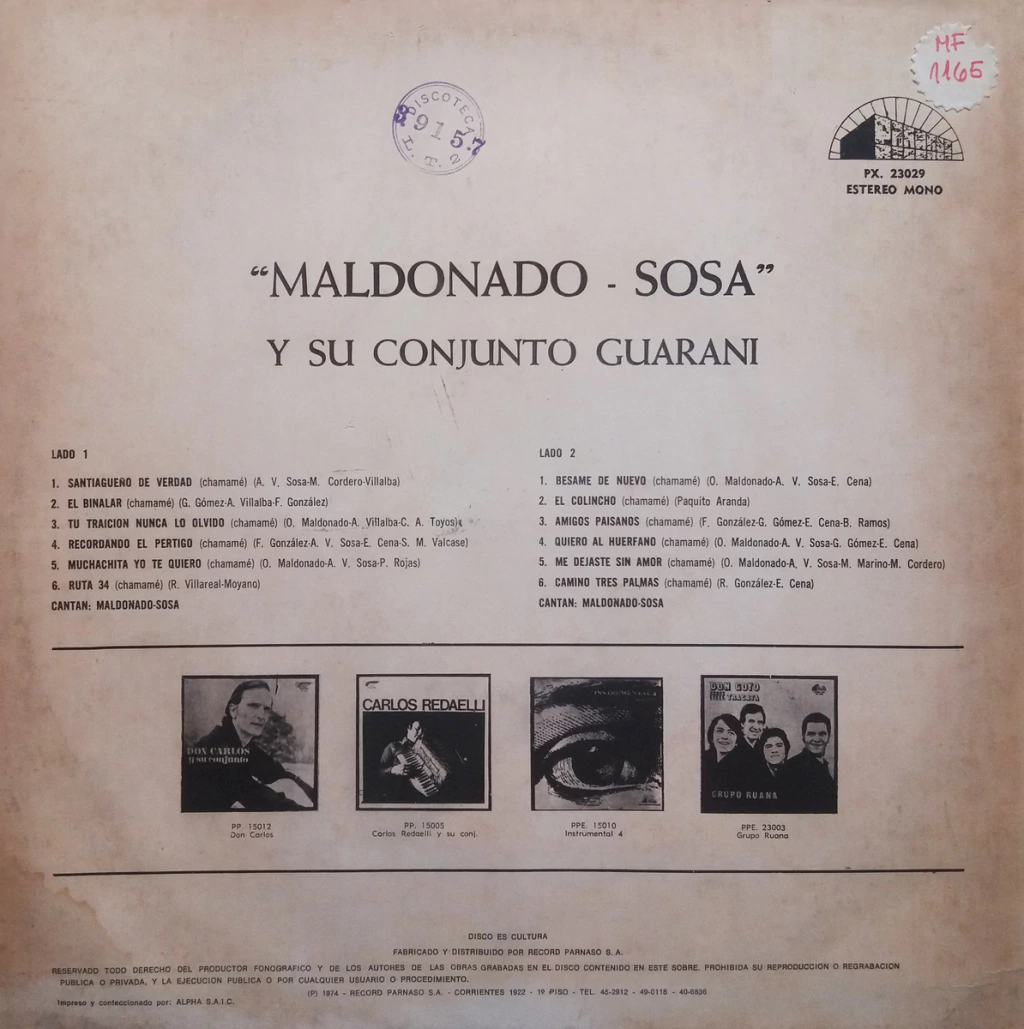 MF
1165
DISCOTECA
8915.7
L. T. 2
PX. 23029
ESTEREO MONO
“MALDONADO - SOSA”
Y SU CONJUNTO GUARANI
LADO 1
1. SANTIAGUEÑO DE VERDAD (chamamé) (A. V. Sosa-M. Cordero-Villalba)
2. EL BINALAR (chamamé) (G. Gómez-A. Villalba-F. González)
3. TU TRAICION NUNCA LO OLVIDO (chamamé) (O. Maldonado-A. Villalba-C. A. Toyos)
4. RECORDANDO EL PERTIGO (chamamé) (F. González-A. V. Sosa-E. Cena-S. M. Valcase)
5. MUCHACHITA YO TE QUIERO (chamamé) (O. Maldonado-A. V. Sosa-P. Rojas)
6. RUTA 34 (chamamé) (R. Villareal-Moyano)
CANTAN: MALDONADO-SOSA
LADO 2
1. BESAME DE NUEVO (chamamé) (O. Maldonado-A. V. Sosa-E. Cena)
2. EL COLINCHO (chamamé) (Paquito Aranda)
3. AMIGOS PAISANOS (chamamé) (F. González-G. Gómez-E. Cena-B. Ramos)
4. QUIERO AL HUERFANO (chamamé) (O. Maldonado-A. V. Sosa-G. Gómez-E. Cena)
5. ME DEJASTE SIN AMOR (chamamé) (O. Maldonado-A. V. Sosa-M. Marino-M. Cordero)
6. CAMINO TRES PALMAS (chamamé) (R. González-E. Cena)
CANTAN: MALDONADO-SOSA
DON CARLOS
y su conjunto
CARLOS REDAELLI
INSTRUMENTAL 4
DON GOYO
GRUPO RUANA
PP. 15012
Don Carlos
PP. 15005
Carlos Redaelli y su conj.
PPE. 15010
Instrumental 4
PPE. 23003
Grupo Ruana
DISCO ES CULTURA
FABRICADO Y DISTRIBUIDO POR RECORD PARNASO S. A.
RESERVADO TODO DERECHO DEL PRODUCTOR FONOGRAFICO Y DE LOS AUTORES DE LAS OBRAS GRABADAS EN EL DISCO CONTENIDO EN ESTE SOBRE. PROHIBIDA SU REPRODUCCION O REGRABACION
PUBLICA O PRIVADA, Y LA EJECUCION PUBLICA O POR CUALQUIER USUARIO O PROCEDIMIENTO.
(P) 1974 - RECORD PARNASO S.A. - CORRIENTES 1922 - 1º PISO - TEL. 45-2912 - 49-0118 - 40-6836
Impreso y confeccionado por: ALPHA S.A.I.C.